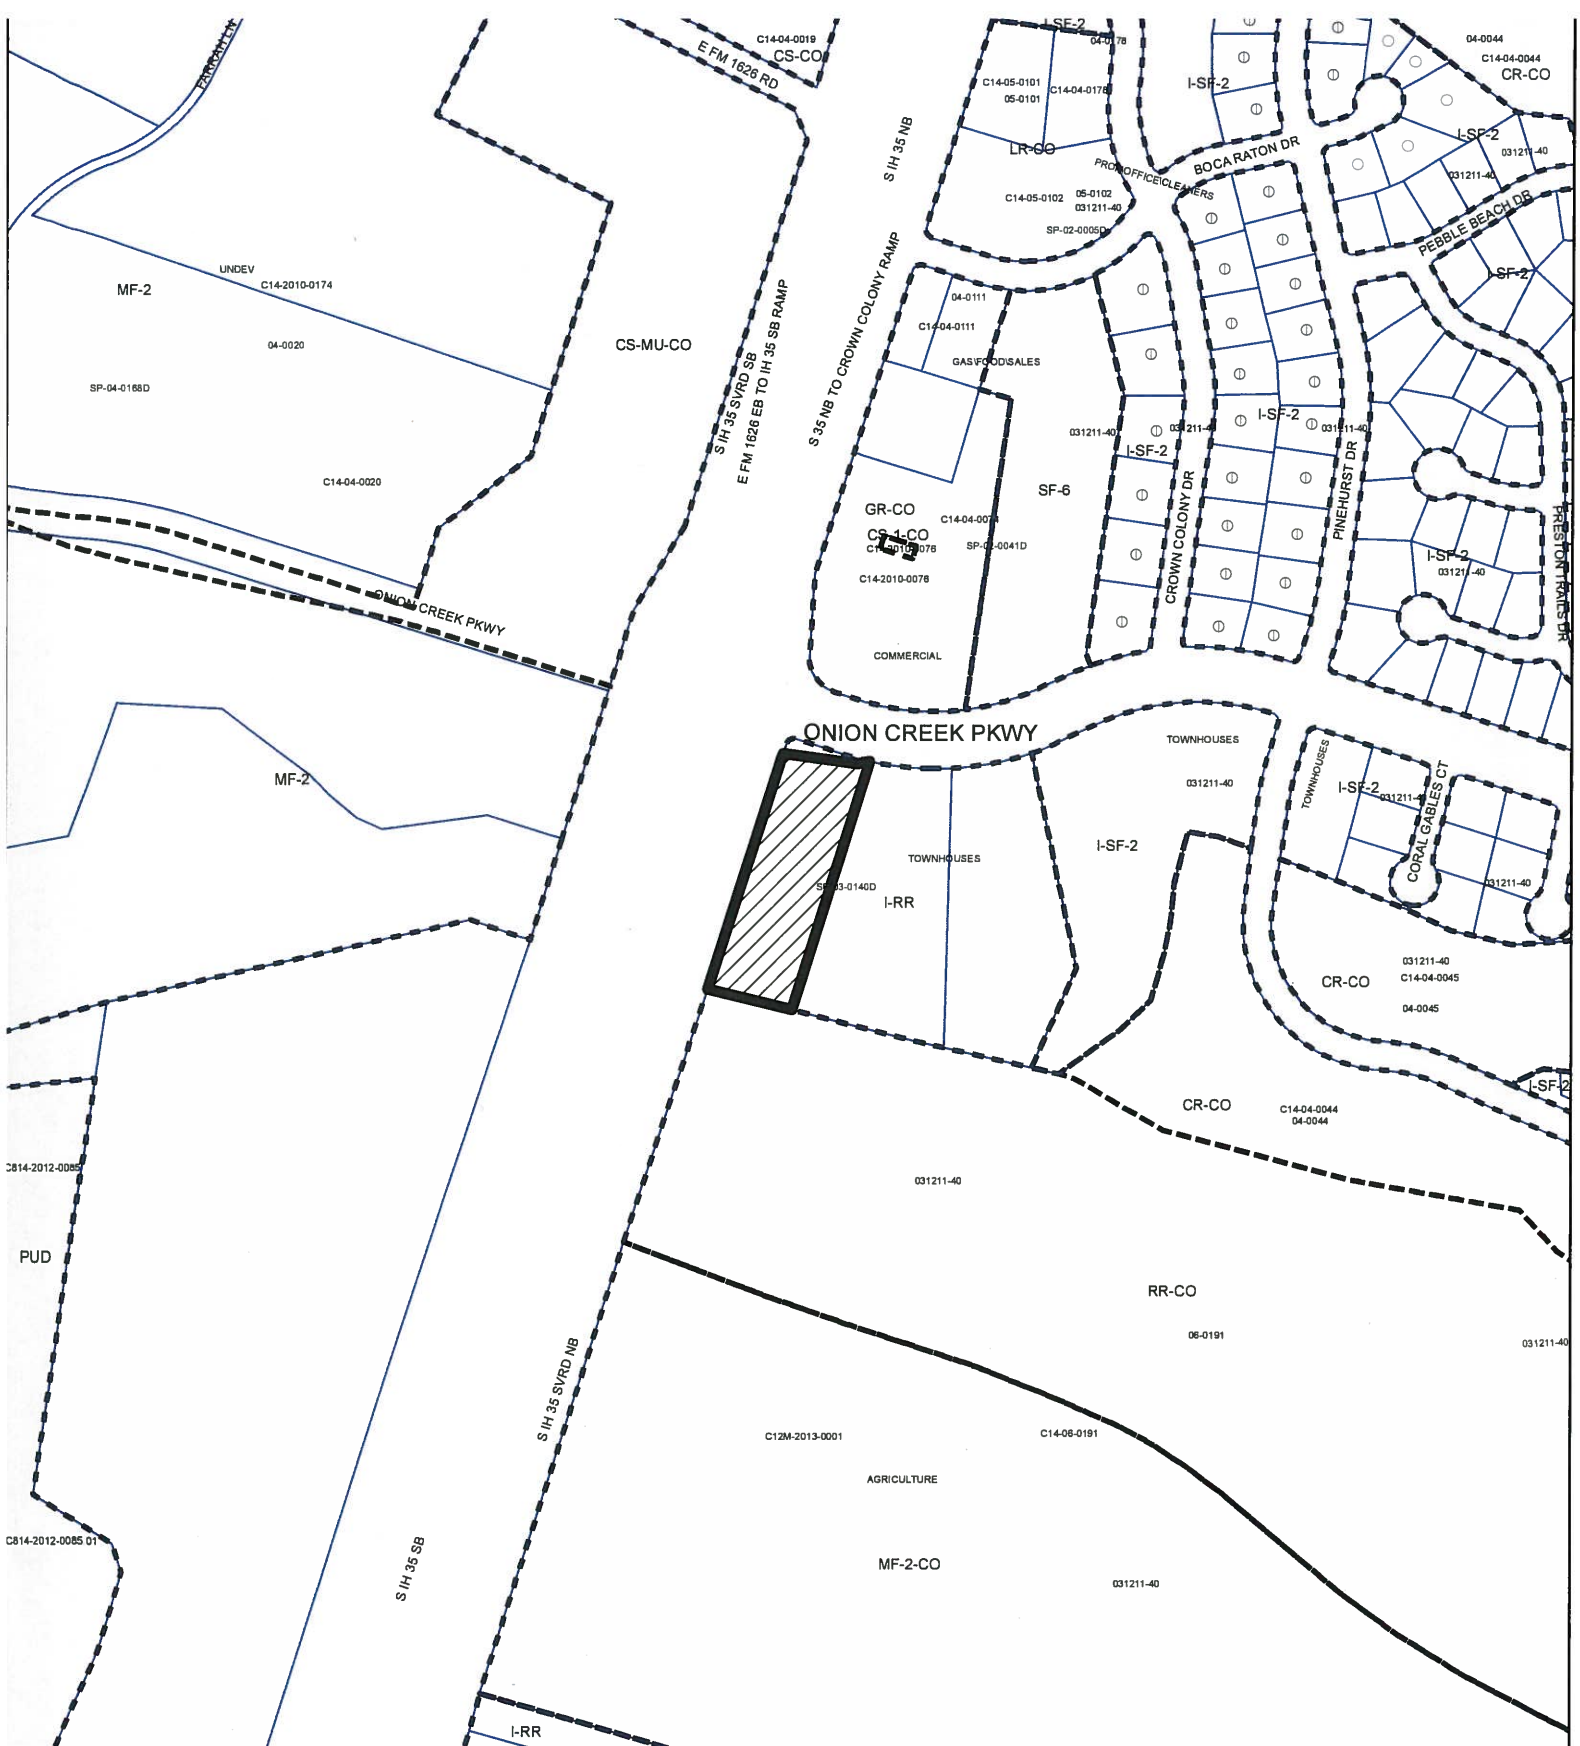 FARRAH LN
E FM 1626 RD
C14-04-0019
CS-CO
I-SF-2
04-0178
C14-05-0101
05-0101
C14-04-0178
I-SF-2
04-0044
C14-04-0044
CR-CO
S IH 35 NB
LR-CO
BOCA RATON DR
I-SF-2
031211-40
031211-40
C14-05-0102
05-0102
031211-40
SP-02-0005D
PEBBLE BEACH DR
UNDEV
C14-2010-0174
MF-2
04-0020
SP-04-0168D
CS-MU-CO
E FM 1626 EB TO IH 35 SB RAMP
S IH 35 SVRD SB
S 35 NB TO CROWN COLONY RAMP
04-0111
C14-04-0111
GAS\FOOD\SALES
SF-2
C14-04-0020
031211-40
I-SF-2
I-SF-2
031211-40
SF-6
GR-CO
CS-1-CO
C14-2010-0076
C14-2010-0076
SP-02-0041D
CROWN COLONY DR
PINEHURST DR
I-SF-2
031211-40
PRESTON TRAILS DR
ONION CREEK PKWY
COMMERCIAL
ONION CREEK PKWY
TOWNHOUSES
031211-40
TOWNHOUSES
I-SF-2
CORAL GABLES CT
MF-2
TOWNHOUSES
I-SF-2
I-RR
031211-40
CR-CO
031211-40
C14-04-0045
04-0045
I-SF-2
CR-CO
C14-04-0044
04-0044
C814-2012-0085
031211-40
PUD
RR-CO
06-0191
031211-40
S IH 35 SVRD NB
C12M-2013-0001
C14-06-0191
AGRICULTURE
C814-2012-0085 01
S IH 35 SB
MF-2-CO
031211-40
I-RR